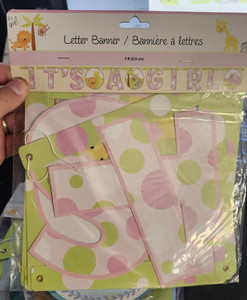 Letter Banner / Bannière à lettres
IT'S A GIRL